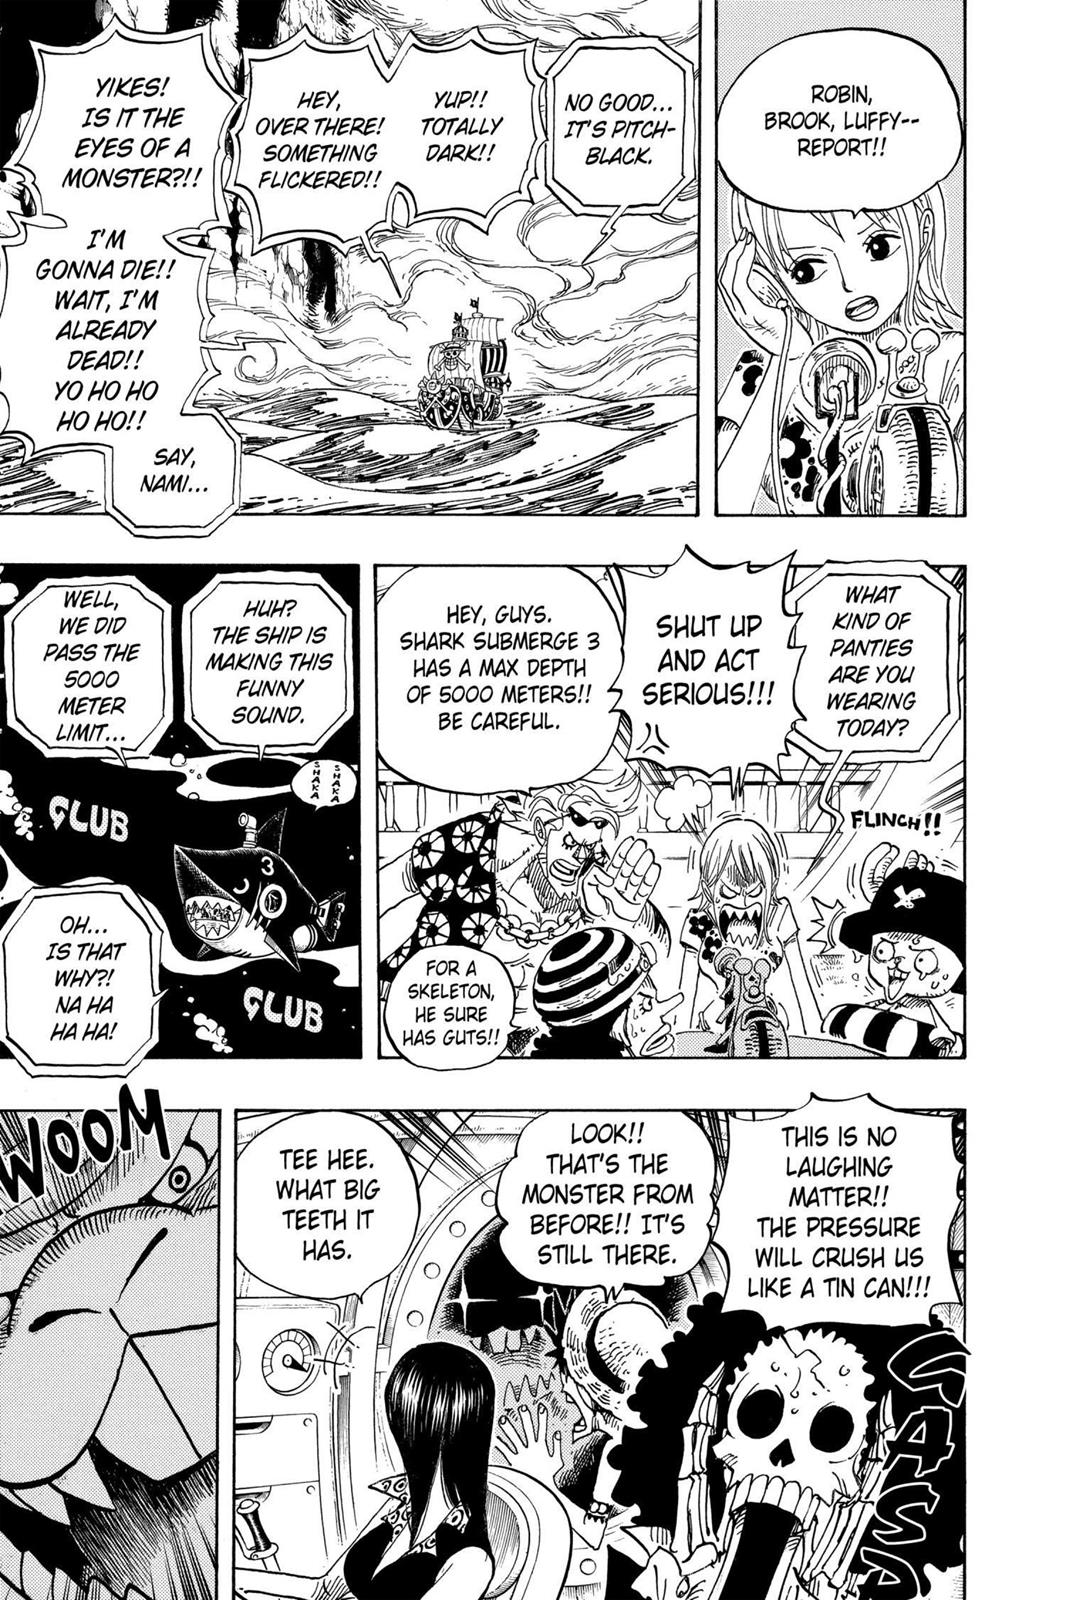 ROBIN,
BROOK, LUFFY--
REPORT!!
NO GOOD...
IT'S PITCH-
BLACK.
YUP!!
TOTALLY
DARK!!
HEY,
OVER THERE!
SOMETHING
FLICKERED!!
YIKES!
IS IT THE
EYES OF A
MONSTER?!!
I'M
GONNA DIE!!
WAIT, I'M
ALREADY
DEAD!!
YO HO HO
HO HO!!
SAY,
NAMI...
WHAT
KIND OF
PANTIES
ARE YOU
WEARING
TODAY?
FLINCH!!
SHUT UP
AND ACT
SERIOUS!!!
HEY, GUYS.
SHARK SUBMERGE 3
HAS A MAX DEPTH
OF 5000 METERS!!
BE CAREFUL.
FOR A
SKELETON,
HE SURE
HAS GUTS!!
HUH?
THE SHIP IS
MAKING THIS
FUNNY
SOUND.
WELL,
WE DID
PASS THE
5000
METER
LIMIT...
SHAKA
SHAKA
GLUB
3
GLUB
OH...
IS THAT
WHY?!
NA HA
HA HA!
THIS IS NO
LAUGHING
MATTER!!
THE PRESSURE
WILL CRUSH US
LIKE A TIN CAN!!!
LOOK!!
THAT'S THE
MONSTER FROM
BEFORE!! IT'S
STILL THERE.
TEE HEE.
WHAT BIG
TEETH IT
HAS.
WOOM